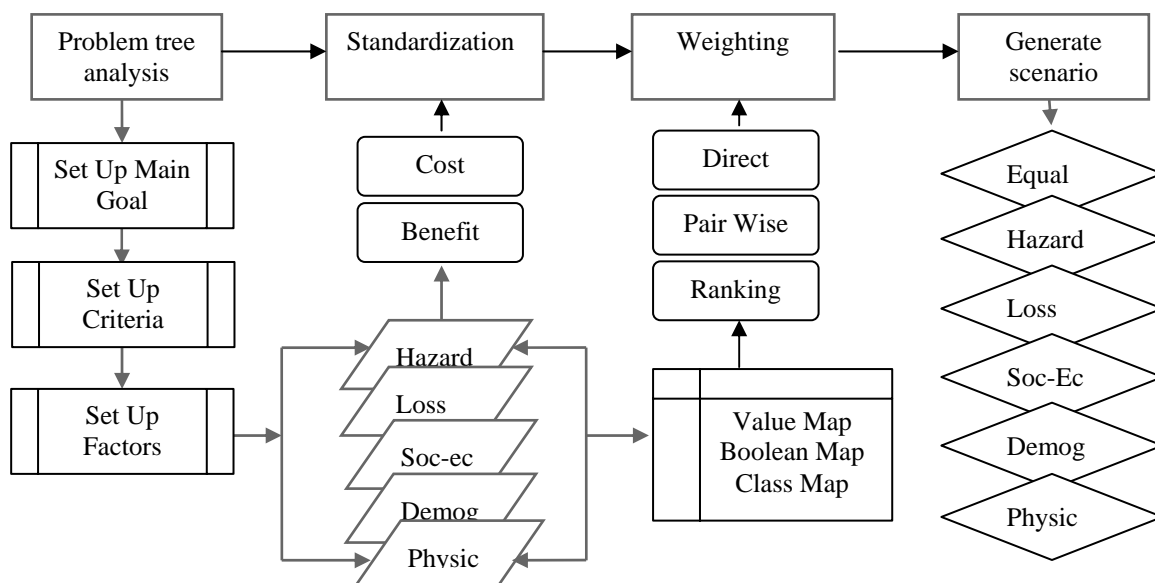 Problem tree
analysis
Standardization
Weighting
Generate
scenario
Set Up Main
Goal
Set Up
Criteria
Set Up
Factors
Cost
Benefit
Hazard
Loss
Soc-ec
Demog
Physic
Direct
Pair Wise
Ranking
Value Map
Boolean Map
Class Map
Equal
Hazard
Loss
Soc-Ec
Demog
Physic